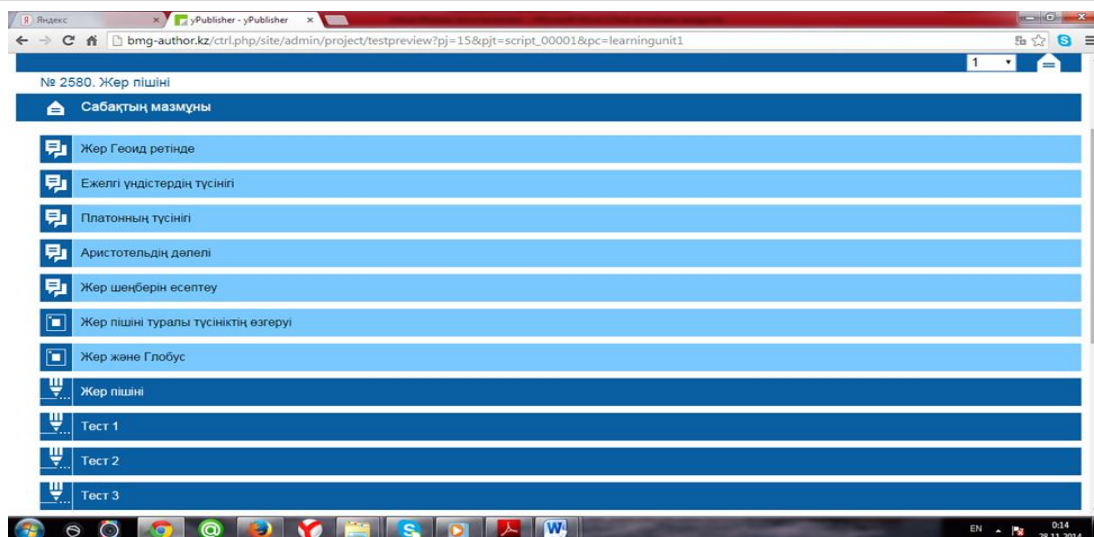 Яндекс
yPublisher - yPublisher
bmg-author.kz/ctrl.php/site/admin/project/testpreview?pj=15&pjt=script_00001&pc=learningunit1
1
№ 2580. Жер пішіні
Сабақтың мазмұны
Жер Геоид ретінде
Ежелгі үндістердің түсінігі
Платонның түсінігі
Аристотельдің дәлелі
Жер шеңберін есептеу
Жер пішіні туралы түсініктің өзгеруі
Жер және Глобус
Жер пішіні
Тест 1
Тест 2
Тест 3
EN
0:14
28.11.2014